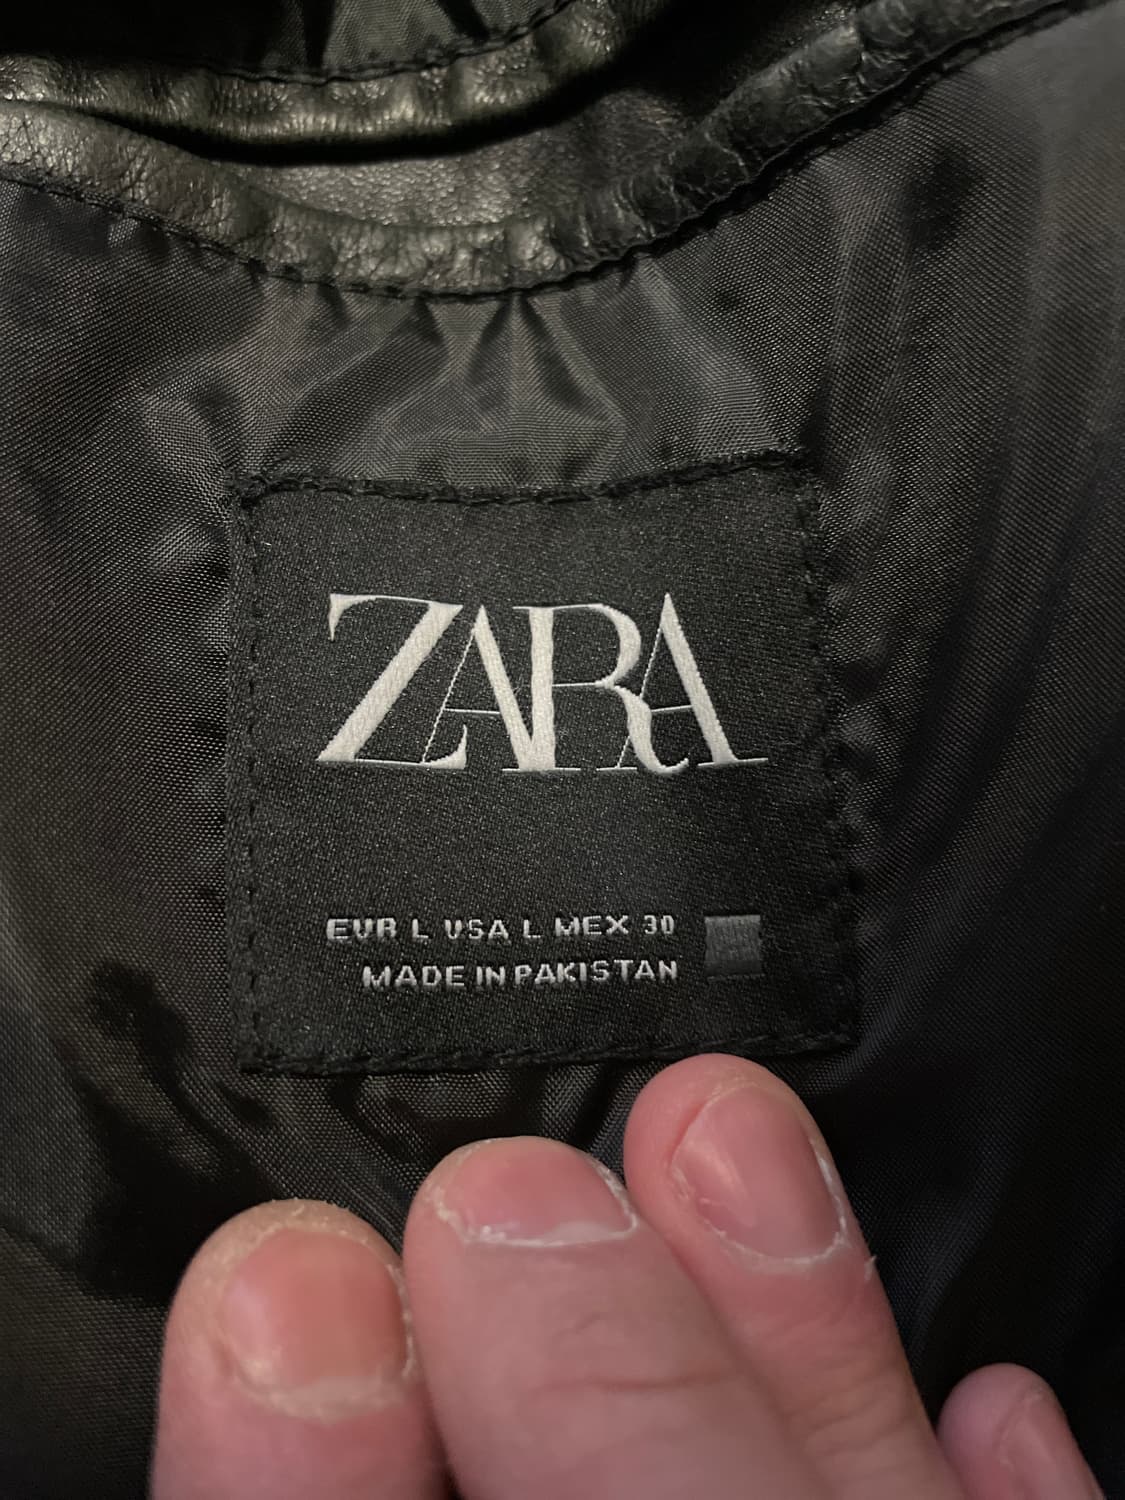 ZARA
EUR L USA L MEX 30
MADE IN PAKISTAN